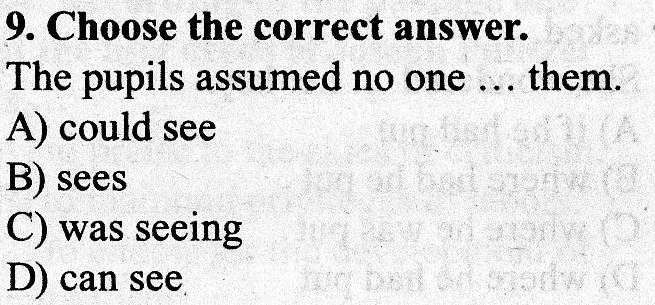 9. Choose the correct answer.
The pupils assumed no one … them.
A) could see
B) sees
C) was seeing
D) can see